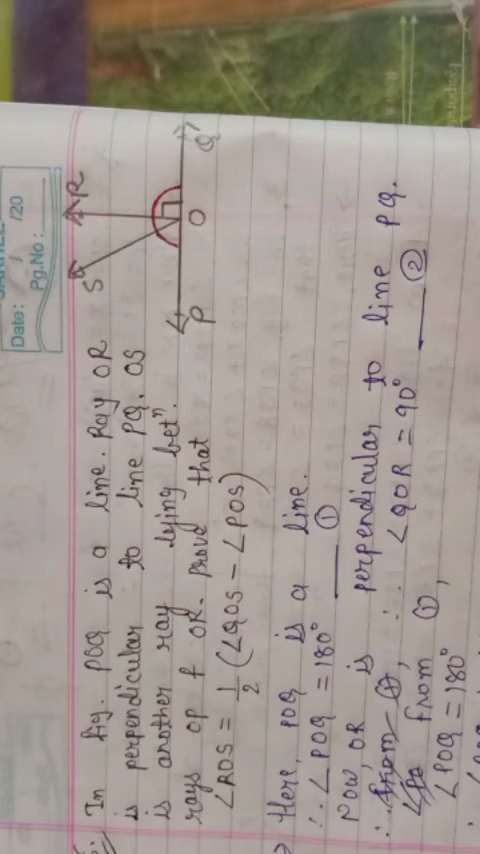 Date: /20
Pg.No:
In fig. POQ is a line. Ray OR
is perpendicular to line PQ. OS
is another ray lying betⁿ.
rays OP f OR. Prove that
∠ROS = 1/2 (∠QOS - ∠POS)
S R
P O Q
→ Here, POQ is a line.
∴ ∠POQ = 180° ___ ①
Now, OR is perpendicular to line PQ.
∴ ∴ ∠QOR = 90° ___ ②
from ①,
∠POQ = 180°